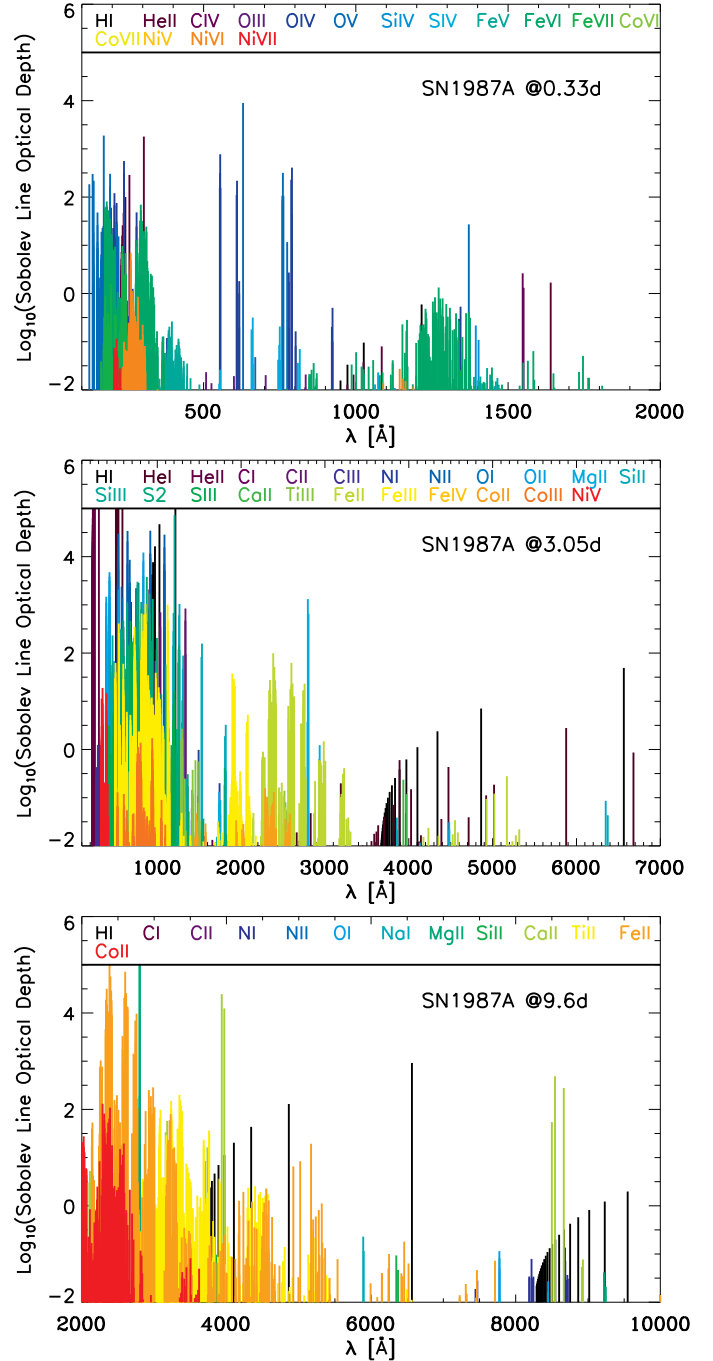 6
HI HeII CIV OIII OIV OV SiIV SIV FeV FeVI FeVII CoVI
CoVII NiV NiVI NiVII
SN1987A @0.33d
4
2
0
−2
Log10(Sobolev Line Optical Depth)
500 1000 1500 2000
λ [Å]
6
HI HeI HeII CI CII CIII NI NII OI OII MgII SiII
SiIII S2 SIII CaII TiIII FeII FeIII FeIV CoII CoIII NiV
SN1987A @3.05d
4
2
0
−2
Log10(Sobolev Line Optical Depth)
1000 2000 3000 4000 5000 6000 7000
λ [Å]
6
HI CI CII NI NII OI NaI MgII SiII CaII TiII FeII
CoII
SN1987A @9.6d
4
2
0
−2
Log10(Sobolev Line Optical Depth)
2000 4000 6000 8000 10000
λ [Å]